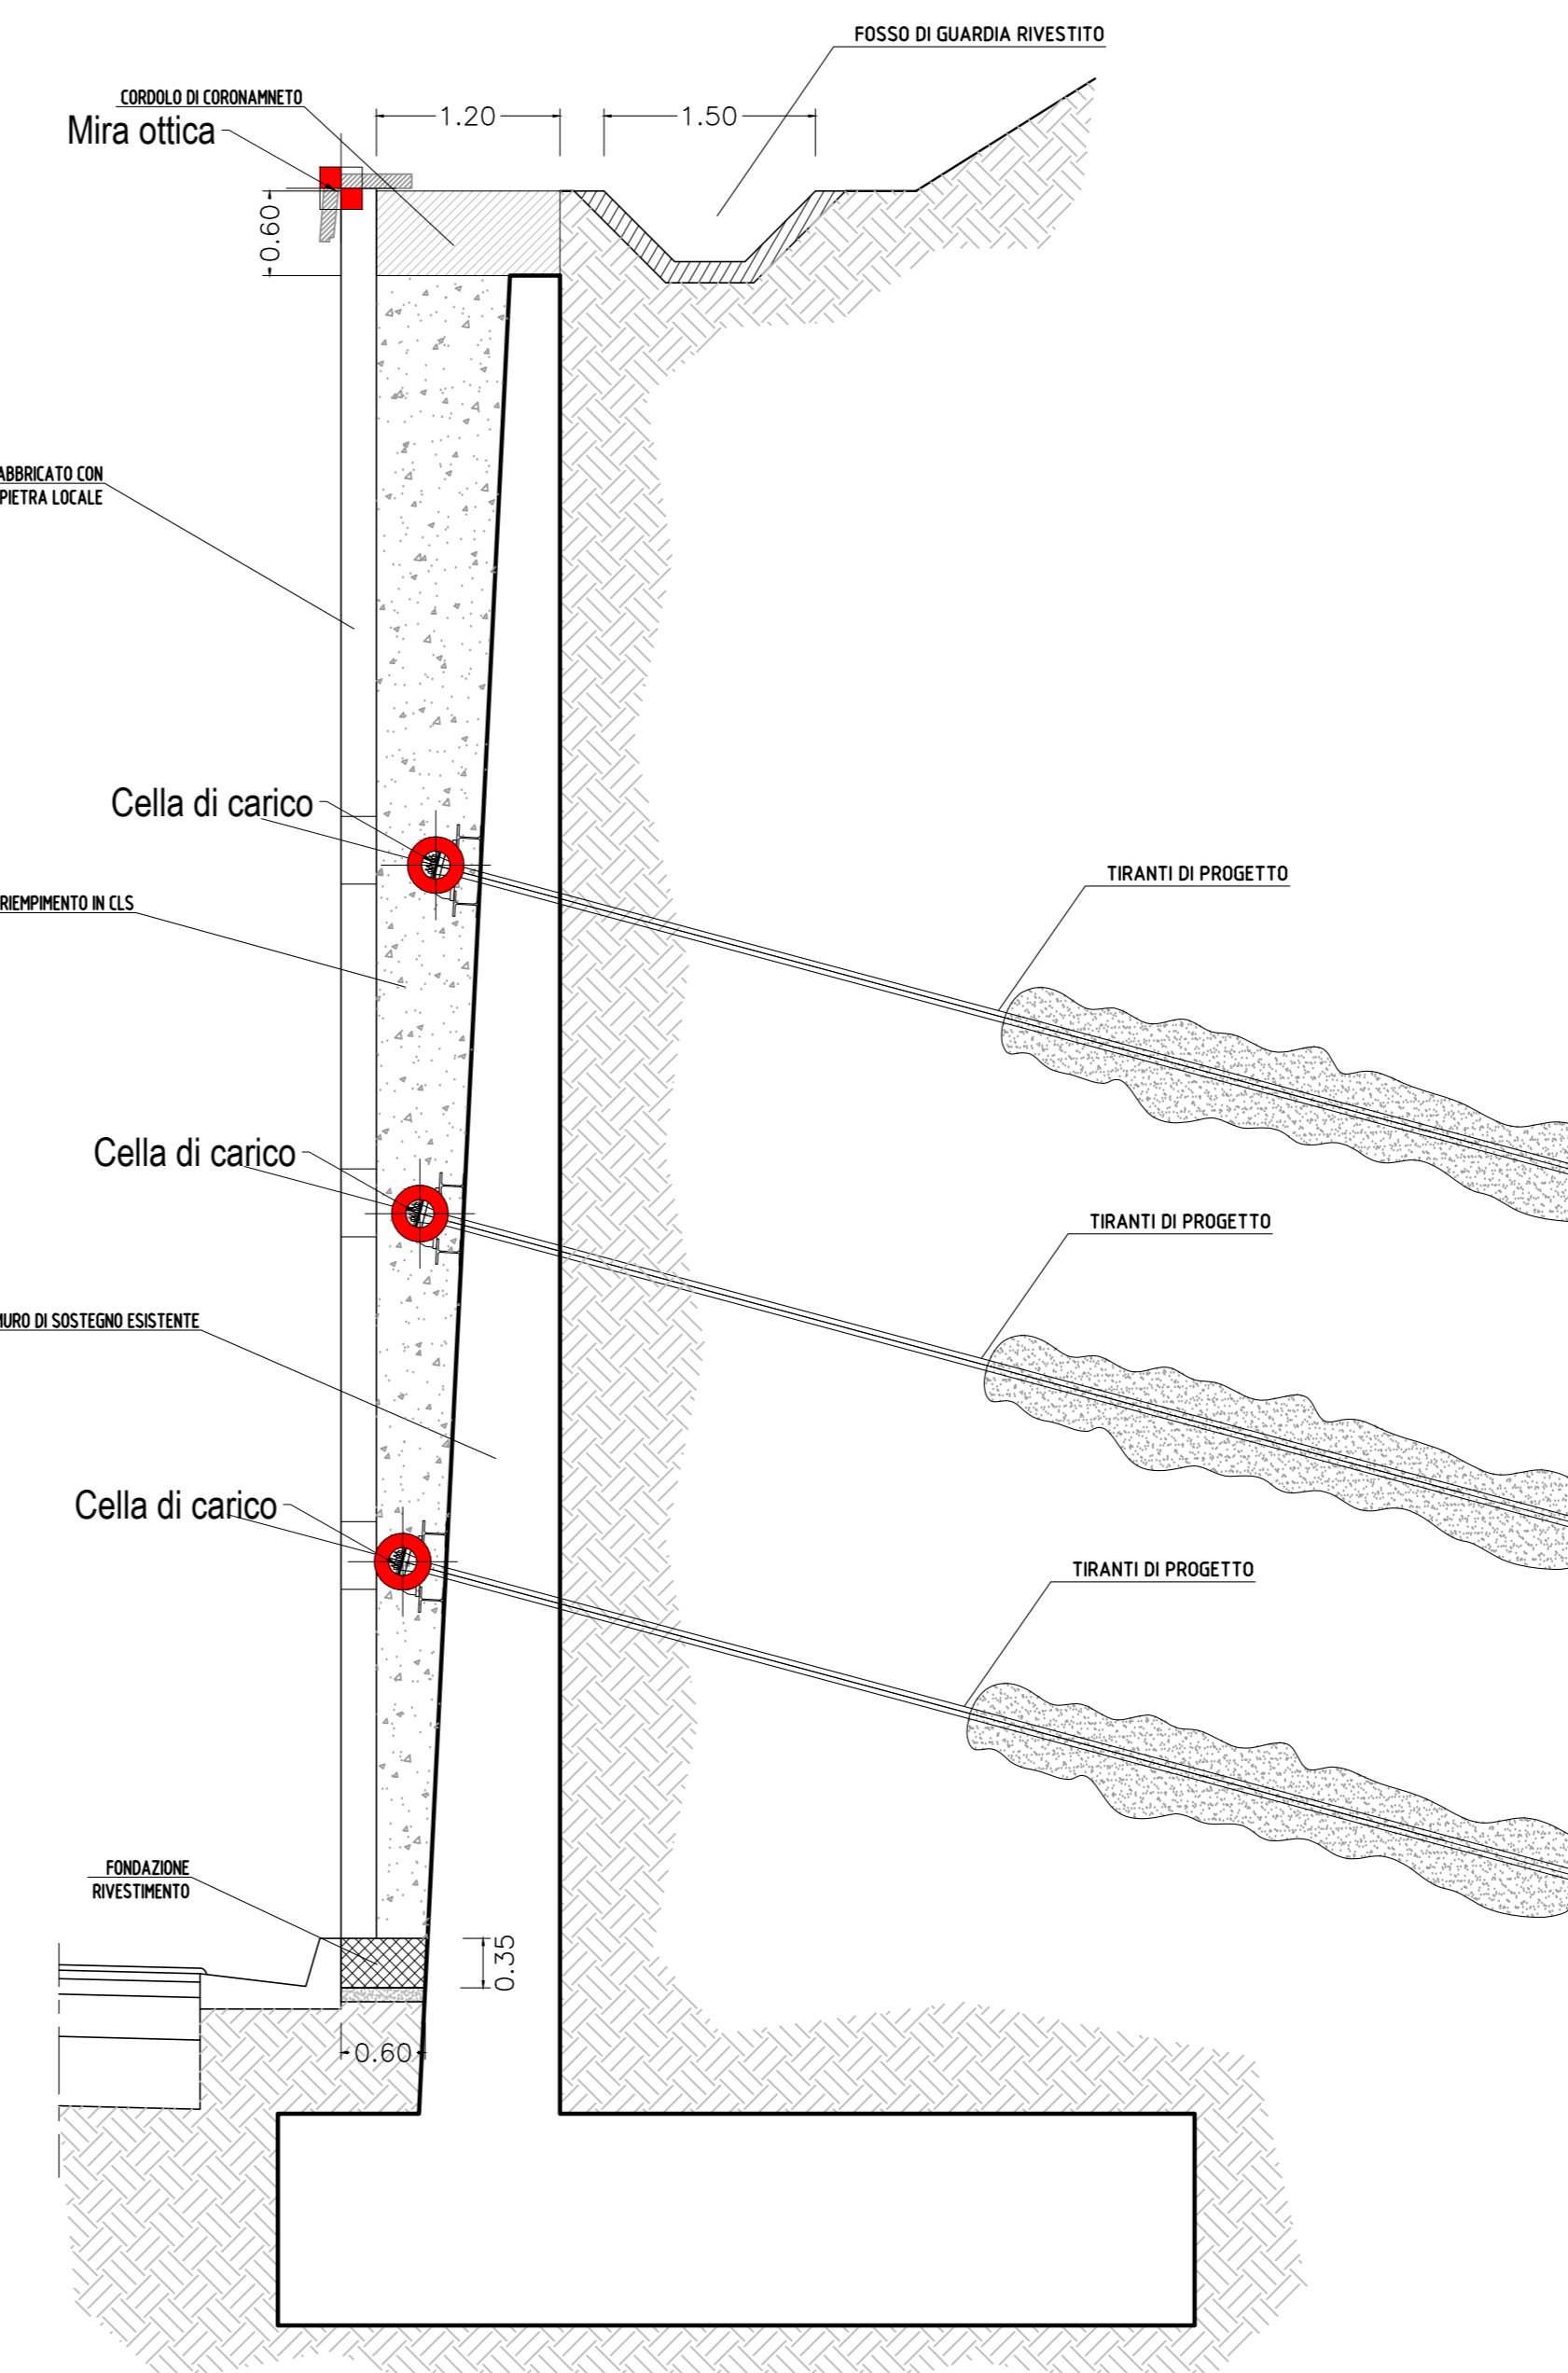 FOSSO DI GUARDIA RIVESTITO
CORDOLO DI CORONAMNETO
Mira ottica
1.20
1.50
0.60
ABBRICATO CON
PIETRA LOCALE
Cella di carico
TIRANTI DI PROGETTO
RIEMPIMENTO IN CLS
Cella di carico
TIRANTI DI PROGETTO
MURO DI SOSTEGNO ESISTENTE
Cella di carico
TIRANTI DI PROGETTO
FONDAZIONE
RIVESTIMENTO
0.35
0.60